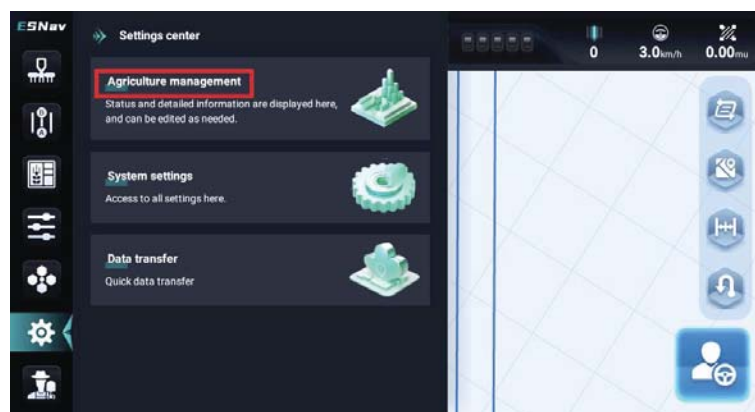 ESNav
Settings center
0
3.0km/h
0.00mu
Agriculture management
Status and detailed information are displayed here,
and can be edited as needed.
System settings
Access to all settings here.
Data transfer
Quick data transfer